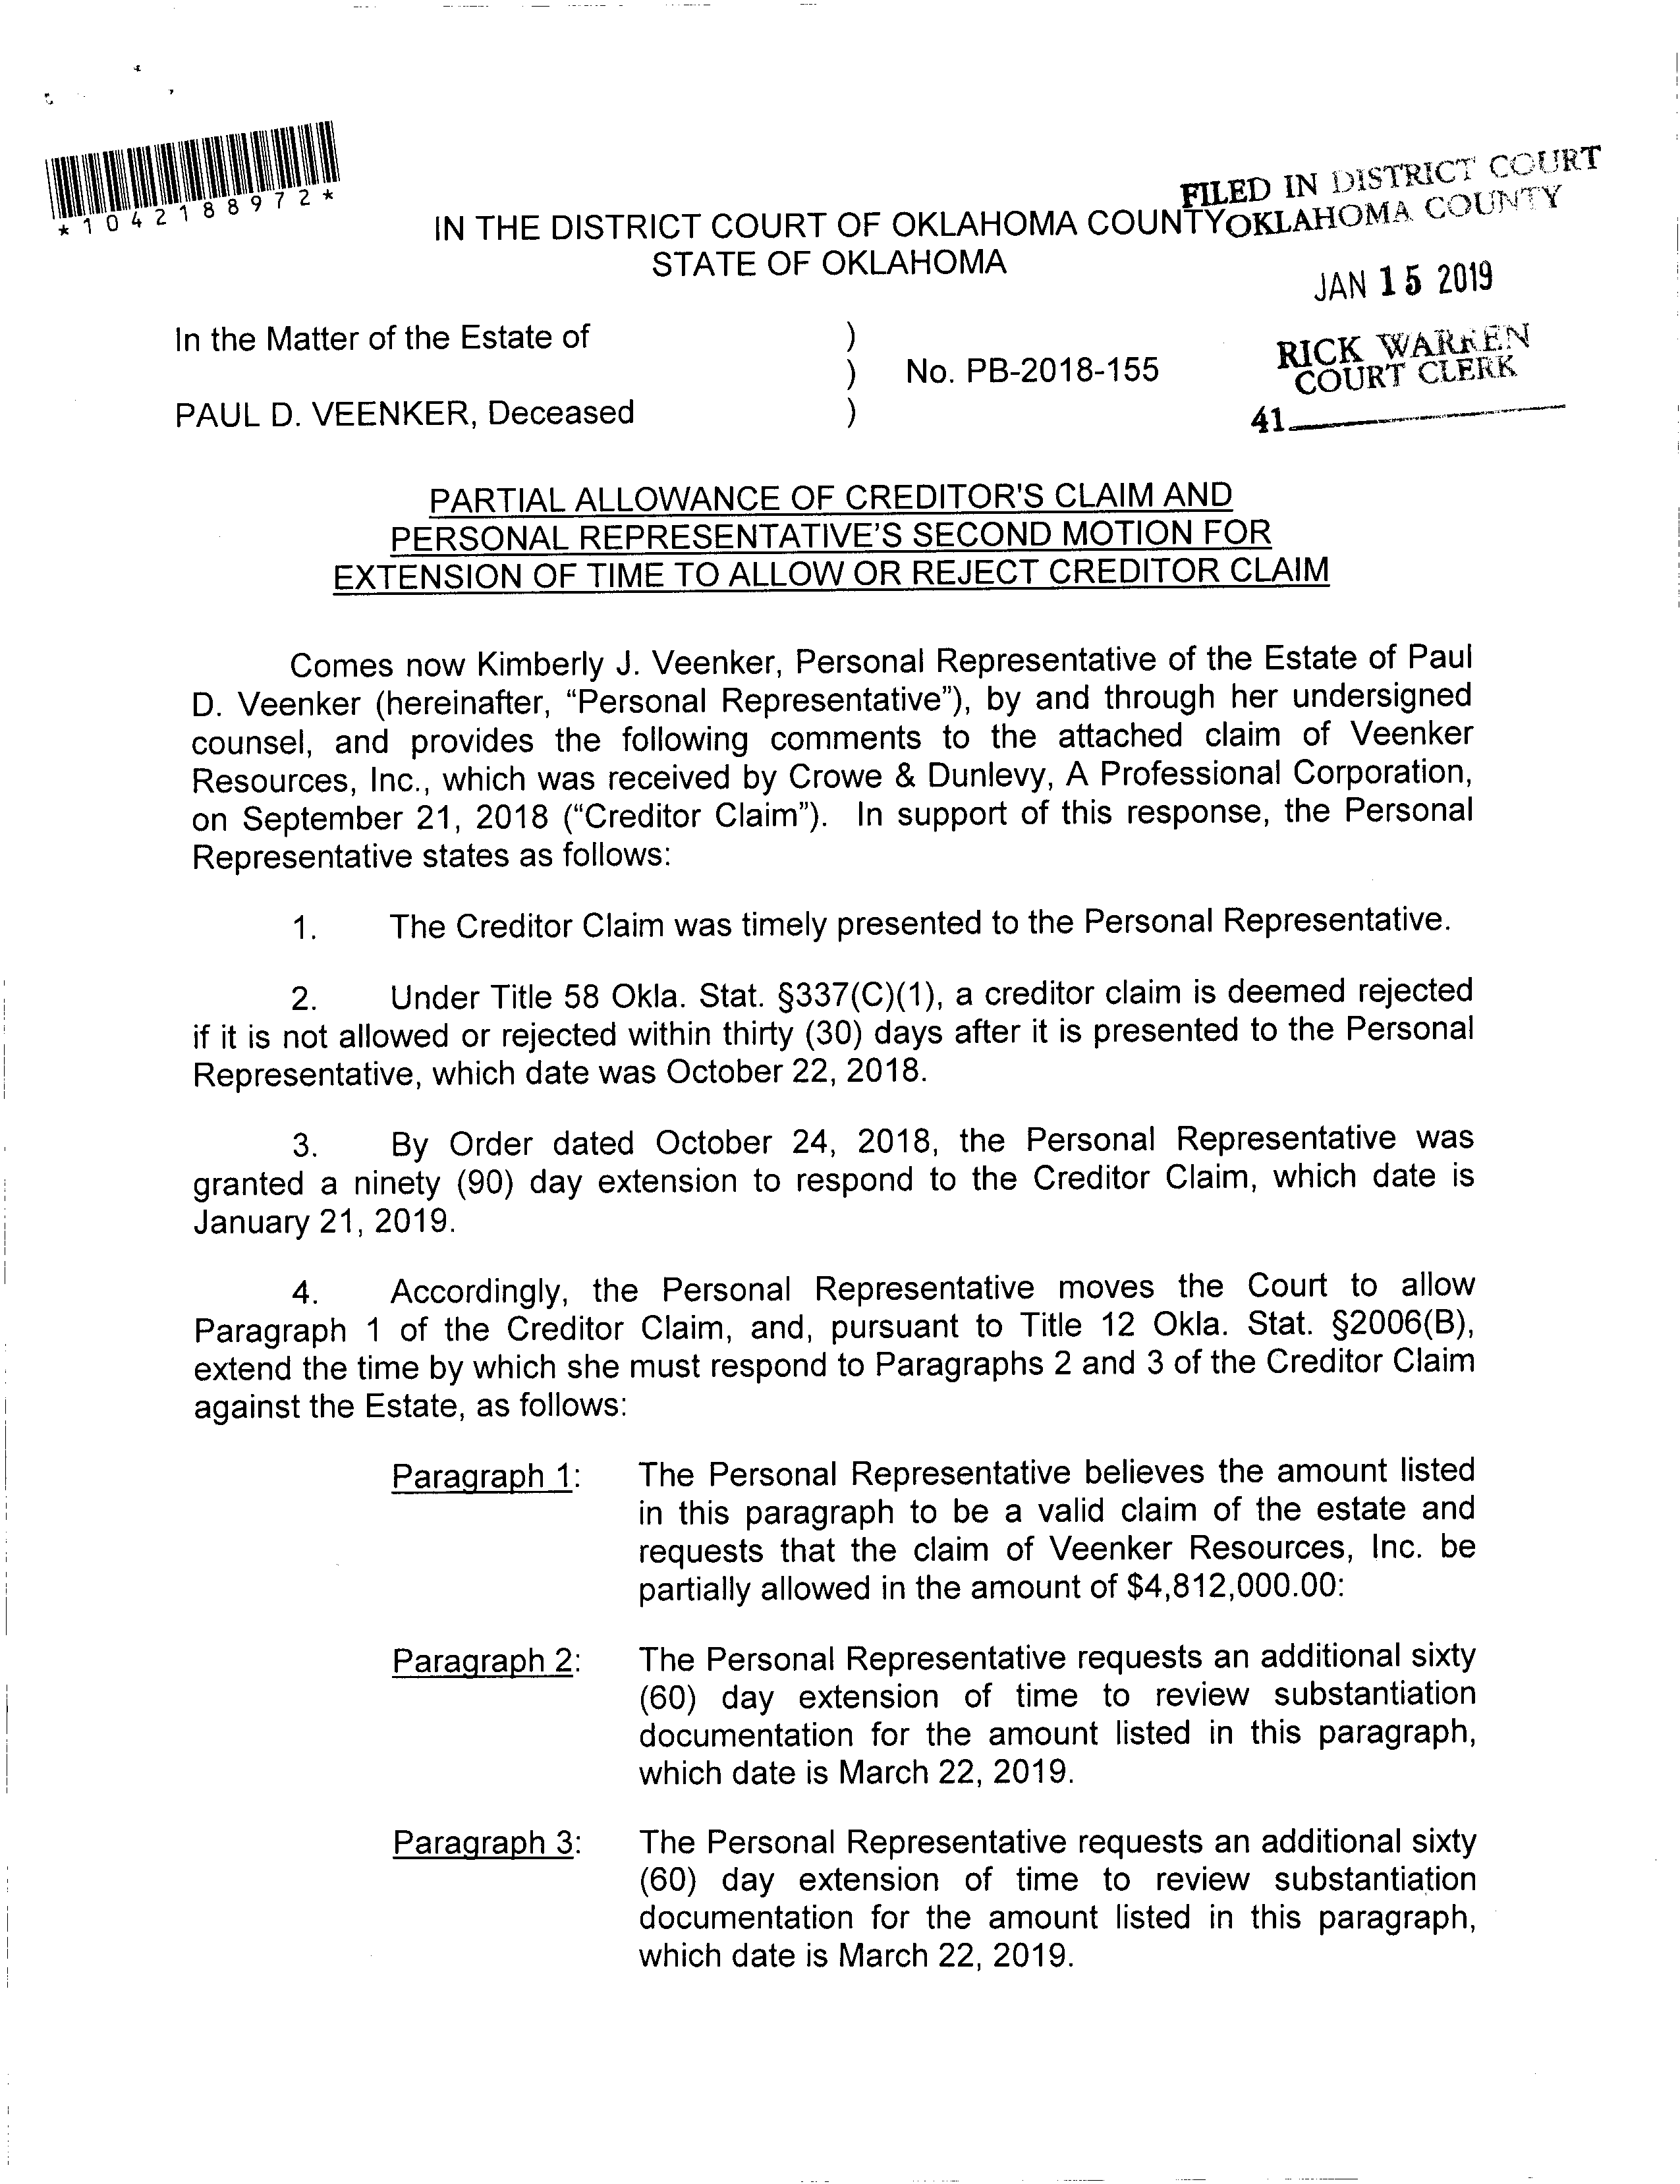 *1042188972*
FILED IN DISTRICT COURT
OKLAHOMA COUNTY
IN THE DISTRICT COURT OF OKLAHOMA COUNTY
STATE OF OKLAHOMA
JAN 15 2019
RICK WARREN
COURT CLERK
41
In the Matter of the Estate of )
) No. PB-2018-155
PAUL D. VEENKER, Deceased )
PARTIAL ALLOWANCE OF CREDITOR'S CLAIM AND
PERSONAL REPRESENTATIVE'S SECOND MOTION FOR
EXTENSION OF TIME TO ALLOW OR REJECT CREDITOR CLAIM
Comes now Kimberly J. Veenker, Personal Representative of the Estate of Paul
D. Veenker (hereinafter, “Personal Representative”), by and through her undersigned
counsel, and provides the following comments to the attached claim of Veenker
Resources, Inc., which was received by Crowe & Dunlevy, A Professional Corporation,
on September 21, 2018 (“Creditor Claim”). In support of this response, the Personal
Representative states as follows:
1. The Creditor Claim was timely presented to the Personal Representative.
2. Under Title 58 Okla. Stat. §337(C)(1), a creditor claim is deemed rejected
if it is not allowed or rejected within thirty (30) days after it is presented to the Personal
Representative, which date was October 22, 2018.
3. By Order dated October 24, 2018, the Personal Representative was
granted a ninety (90) day extension to respond to the Creditor Claim, which date is
January 21, 2019.
4. Accordingly, the Personal Representative moves the Court to allow
Paragraph 1 of the Creditor Claim, and, pursuant to Title 12 Okla. Stat. §2006(B),
extend the time by which she must respond to Paragraphs 2 and 3 of the Creditor Claim
against the Estate, as follows:
Paragraph 1: The Personal Representative believes the amount listed
in this paragraph to be a valid claim of the estate and
requests that the claim of Veenker Resources, Inc. be
partially allowed in the amount of $4,812,000.00:
Paragraph 2: The Personal Representative requests an additional sixty
(60) day extension of time to review substantiation
documentation for the amount listed in this paragraph,
which date is March 22, 2019.
Paragraph 3: The Personal Representative requests an additional sixty
(60) day extension of time to review substantiation
documentation for the amount listed in this paragraph,
which date is March 22, 2019.